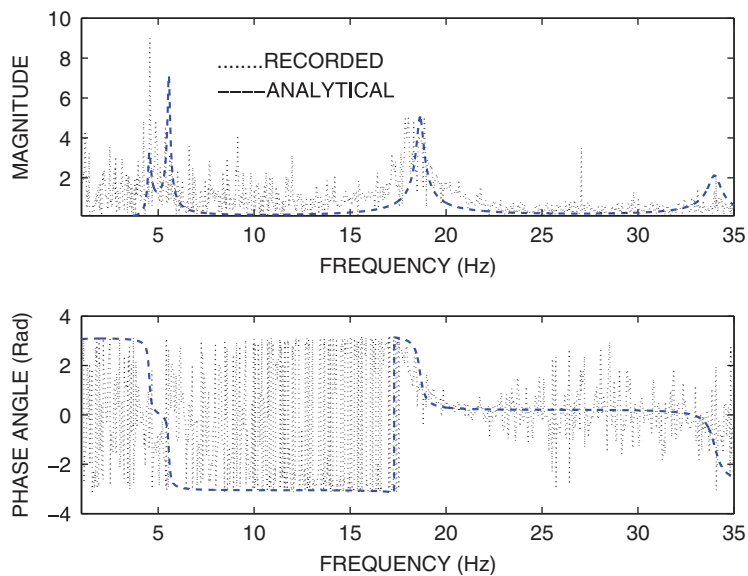 10
8
6
4
2
MAGNITUDE
........RECORDED
----ANALYTICAL
5 10 15 20 25 30 35
FREQUENCY (Hz)
4
2
0
−2
−4
PHASE ANGLE (Rad)
5 10 15 20 25 30 35
FREQUENCY (Hz)